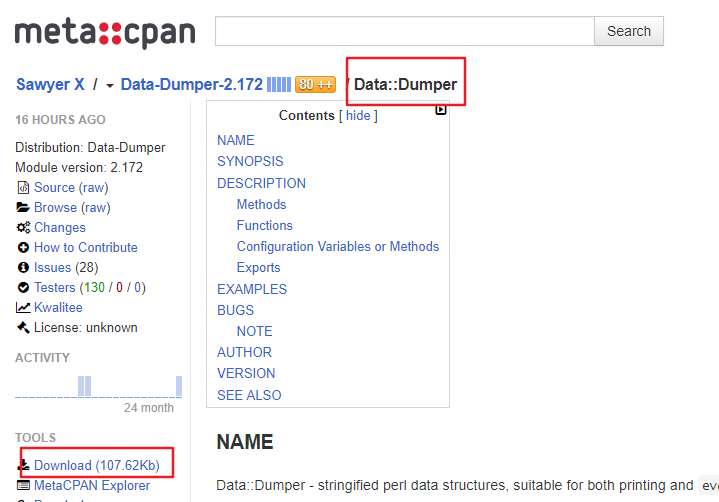 meta::cpan
Search
Sawyer X / Data-Dumper-2.172 80 ++ / Data::Dumper
16 HOURS AGO
Distribution: Data-Dumper
Module version: 2.172
Source (raw)
Browse (raw)
Changes
How to Contribute
Issues (28)
Testers (130 / 0 / 0)
Kwalitee
License: unknown
ACTIVITY
24 month
TOOLS
Download (107.62Kb)
MetaCPAN Explorer
Contents [ hide ]
NAME
SYNOPSIS
DESCRIPTION
Methods
Functions
Configuration Variables or Methods
Exports
EXAMPLES
BUGS
NOTE
AUTHOR
VERSION
SEE ALSO
NAME
Data::Dumper - stringified perl data structures, suitable for both printing and